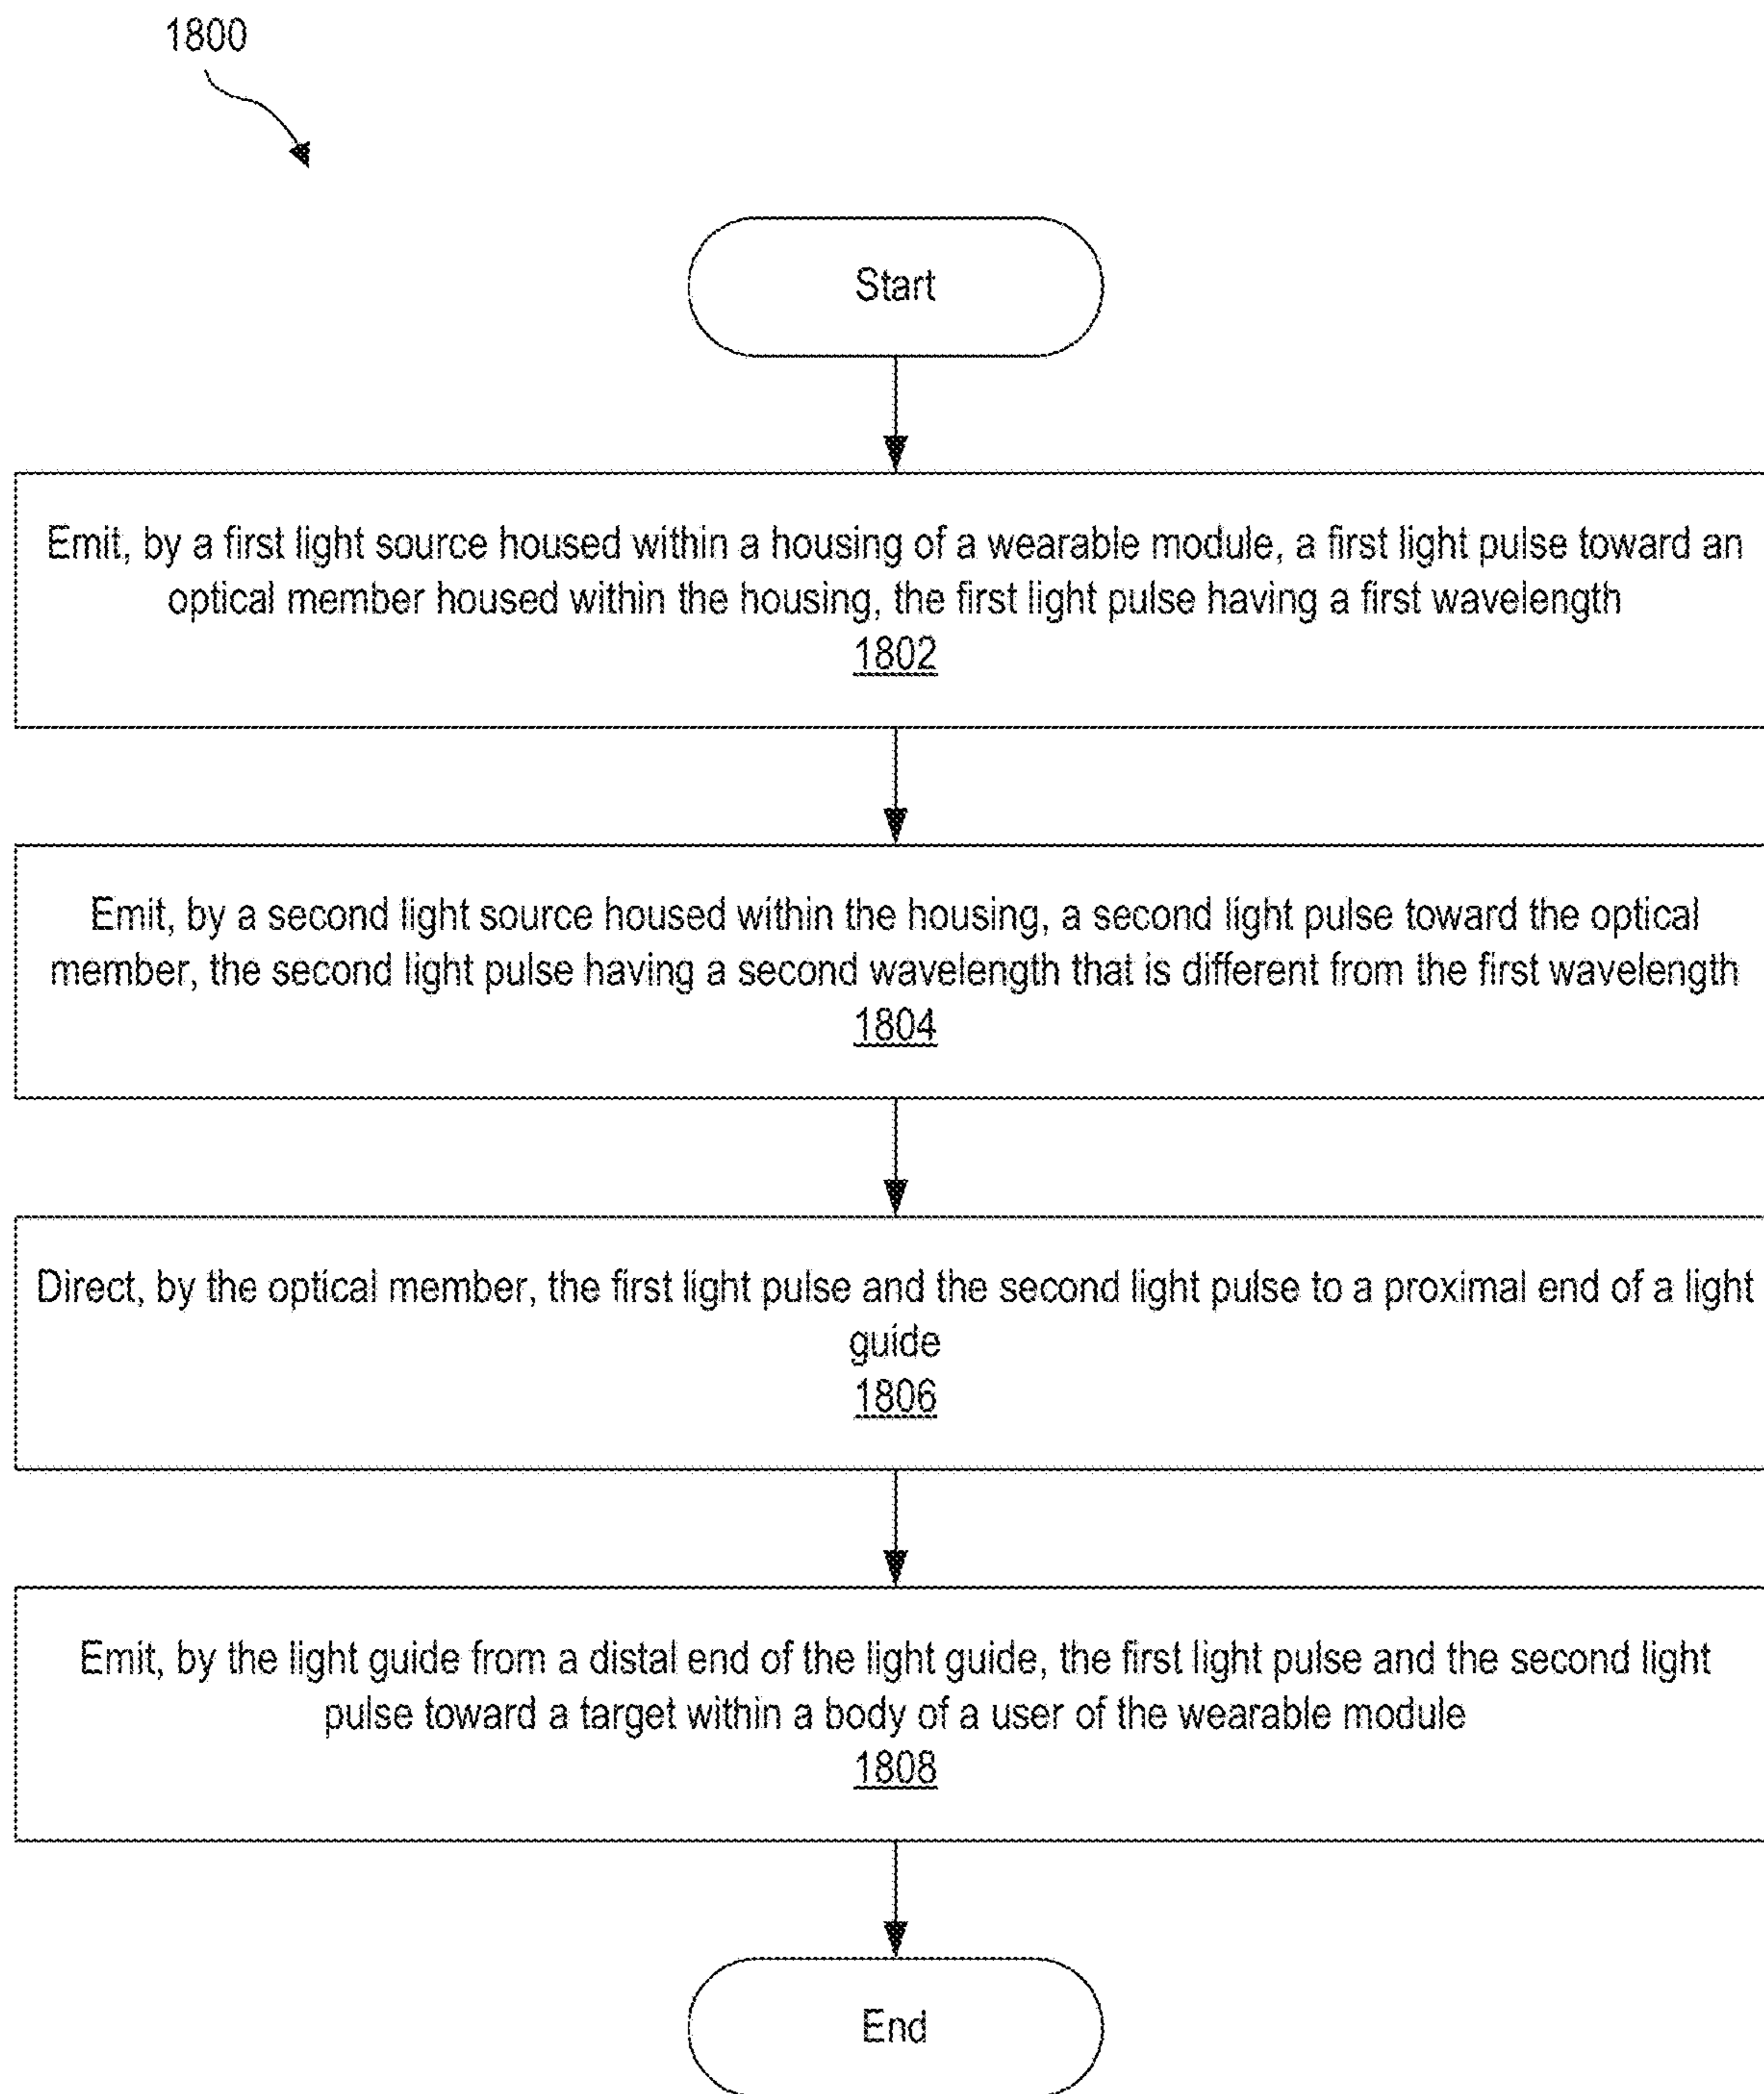 1800
Start
Emit, by a first light source housed within a housing of a wearable module, a first light pulse toward an
optical member housed within the housing, the first light pulse having a first wavelength
1802
Emit, by a second light source housed within the housing, a second light pulse toward the optical
member, the second light pulse having a second wavelength that is different from the first wavelength
1804
Direct, by the optical member, the first light pulse and the second light pulse to a proximal end of a light
guide
1806
Emit, by the light guide from a distal end of the light guide, the first light pulse and the second light
pulse toward a target within a body of a user of the wearable module
1808
End